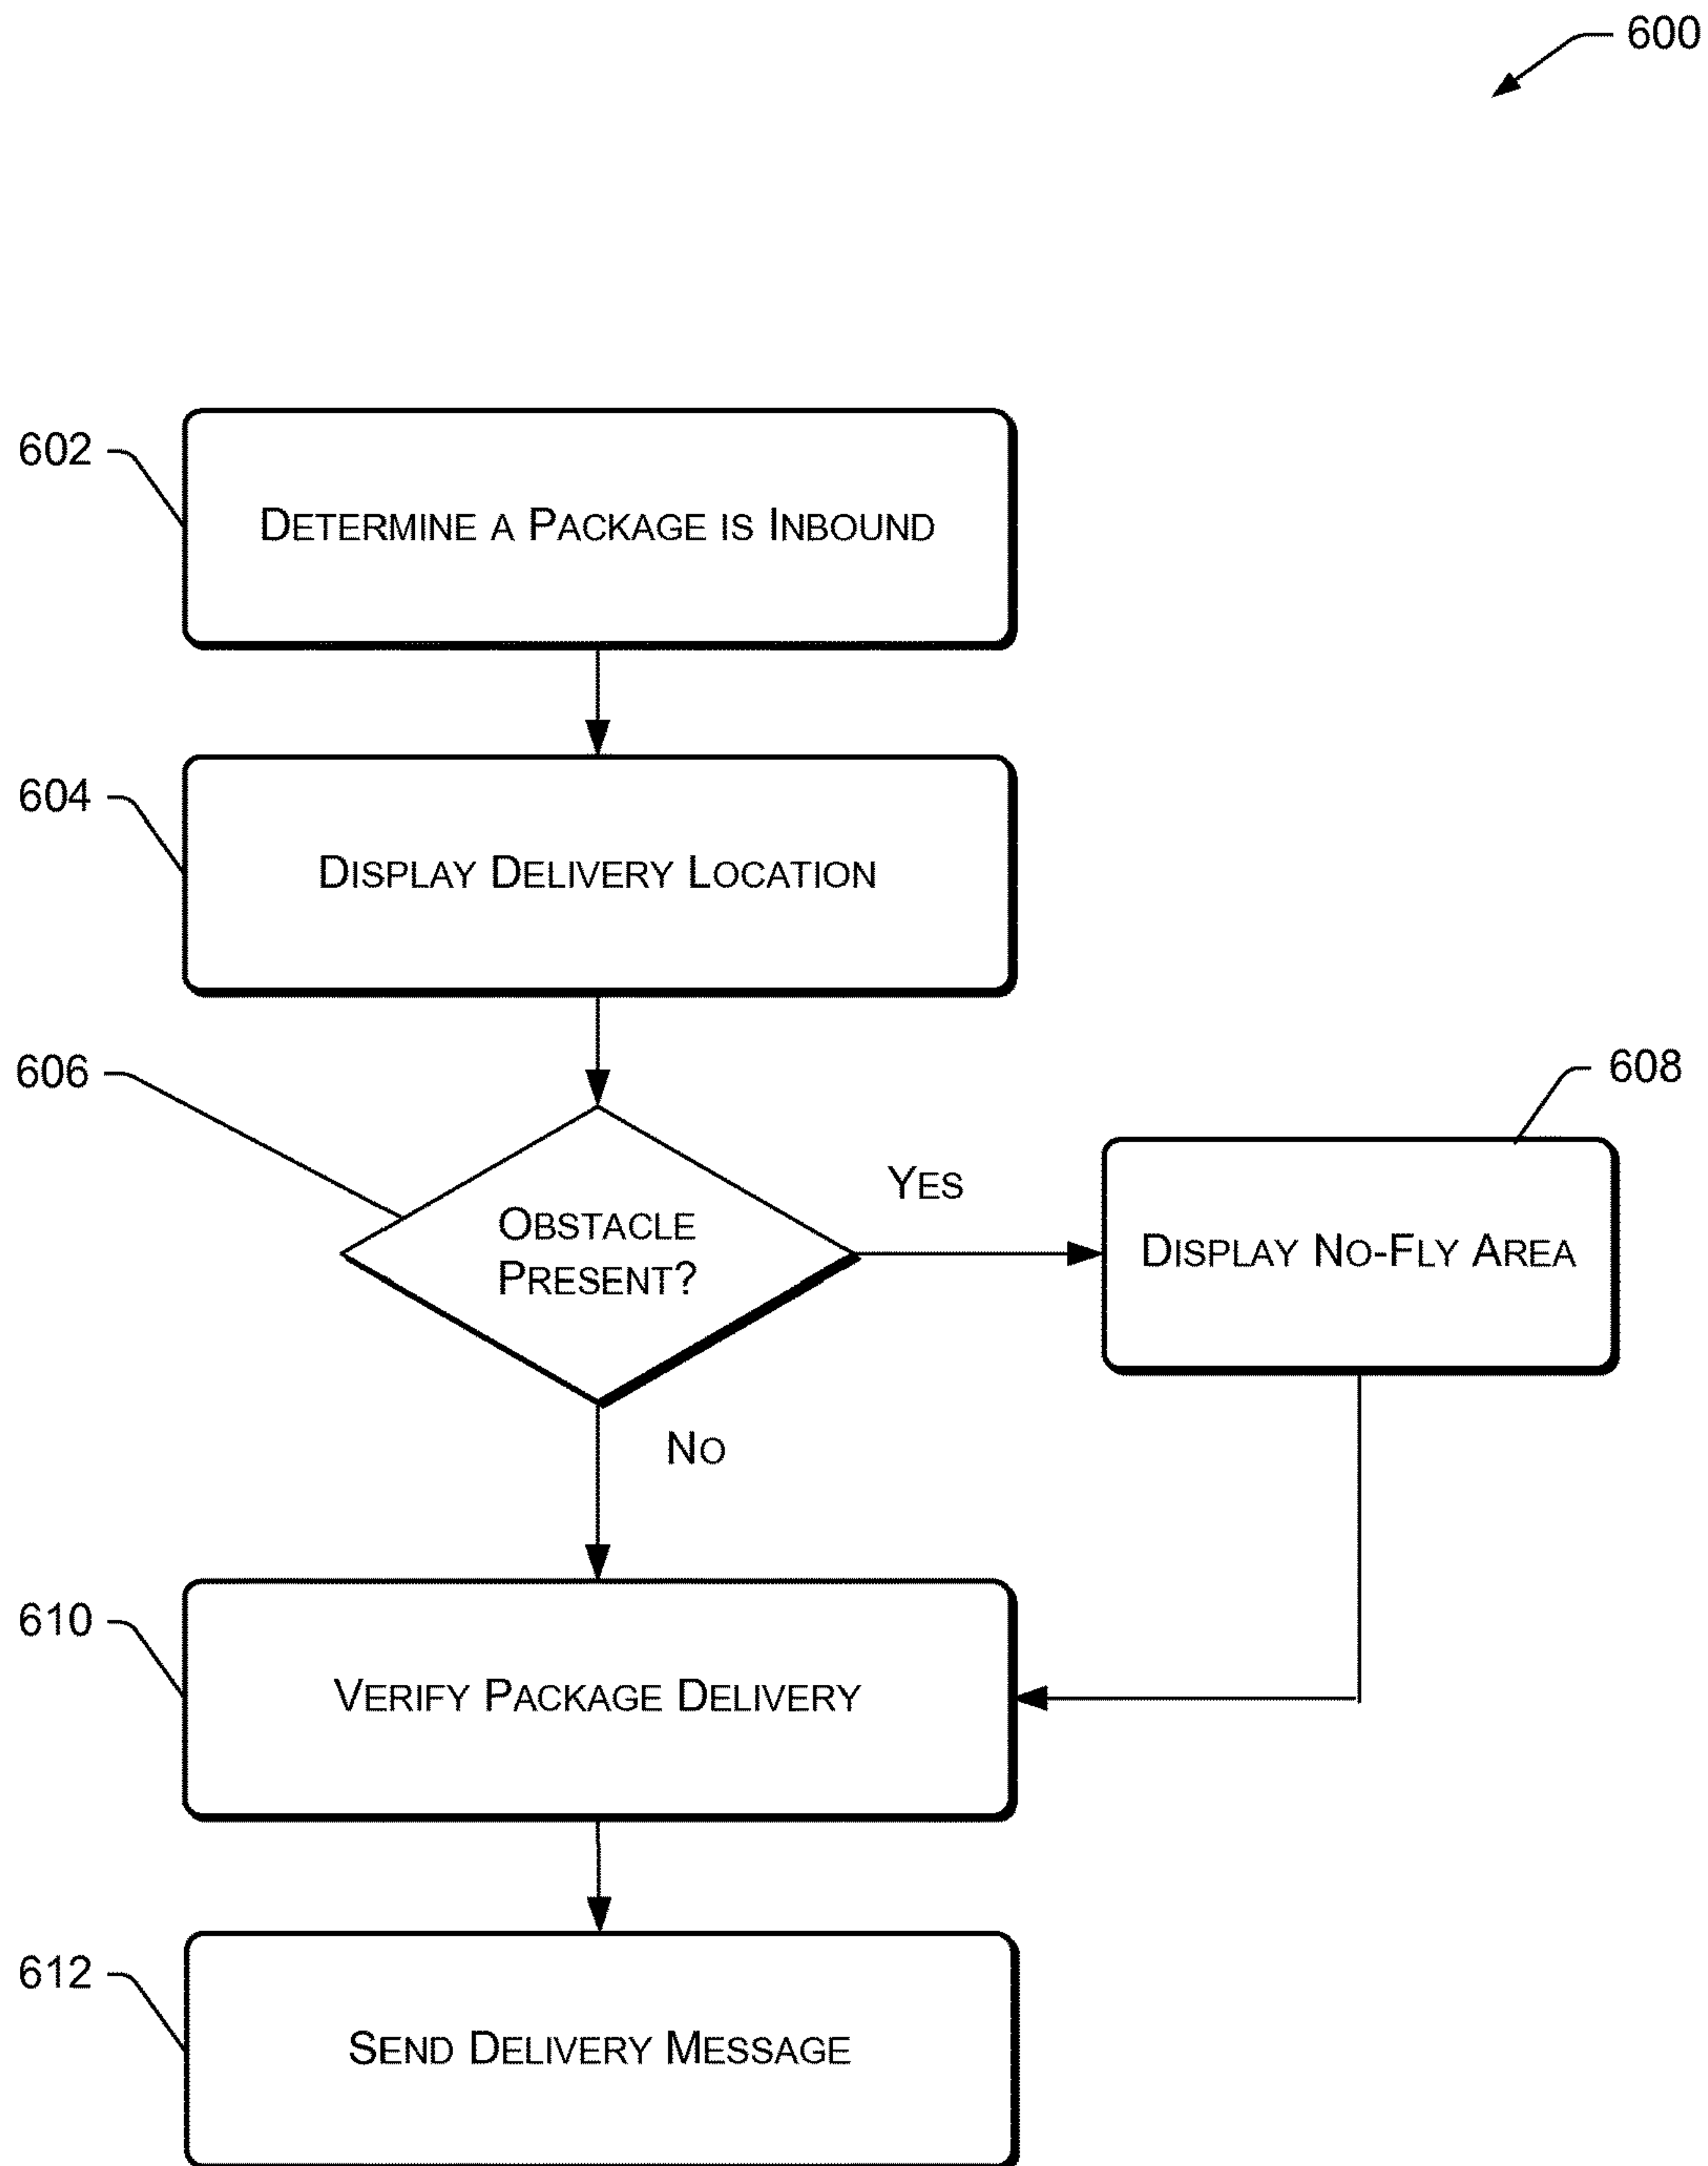 600
602
DETERMINE A PACKAGE IS INBOUND
604
DISPLAY DELIVERY LOCATION
606
608
YES
OBSTACLE
PRESENT?
DISPLAY NO-FLY AREA
NO
610
VERIFY PACKAGE DELIVERY
612
SEND DELIVERY MESSAGE